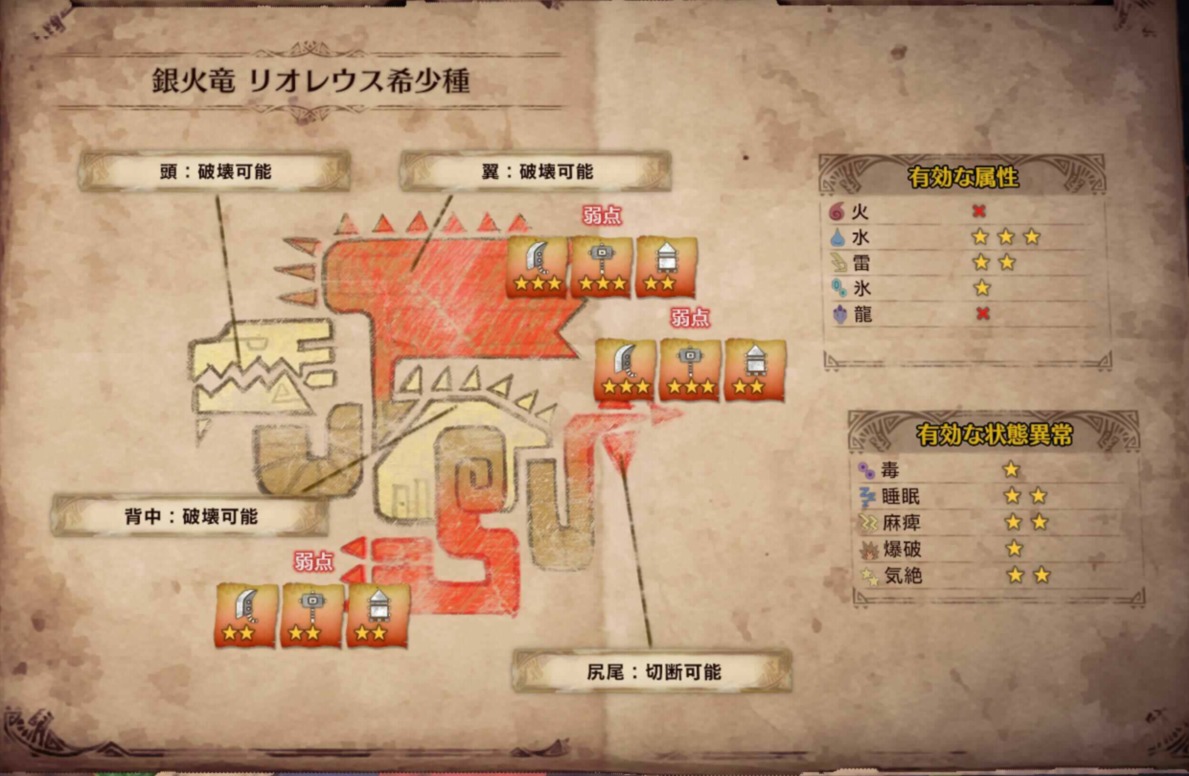 銀火竜 リオレウス希少種
頭：破壊可能
翼：破壊可能
弱点
弱点
背中：破壊可能
弱点
尻尾：切断可能
有効な属性
火
水
雷
氷
龍
有効な状態異常
毒
睡眠
麻痺
爆破
気絶